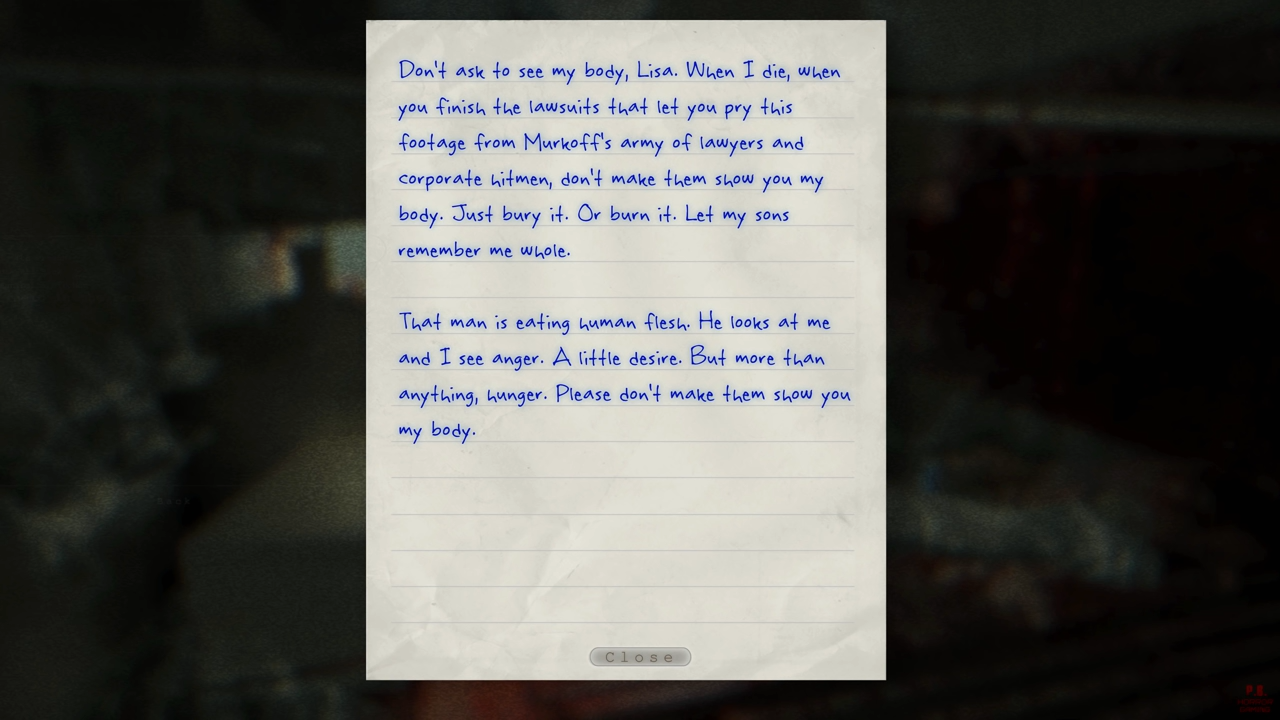 Don't ask to see my body, Lisa. When I die, when
you finish the lawsuits that let you pry this
footage from Murkoff's army of lawyers and
corporate hitmen, don't make them show you my
body. Just bury it. Or burn it. Let my sons
remember me whole.
That man is eating human flesh. He looks at me
and I see anger. A little desire. But more than
anything, hunger. Please don't make them show you
my body.
Close